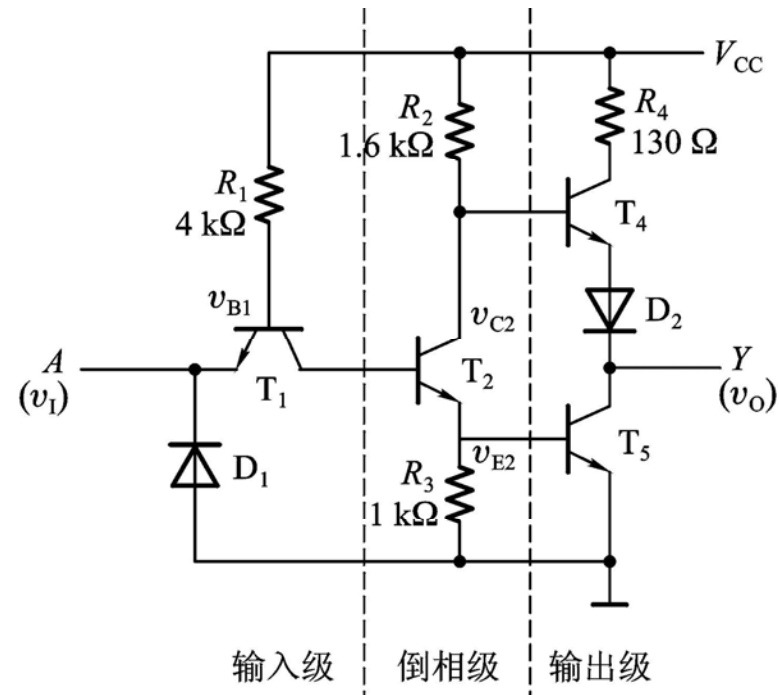 V_CC
R_2
1.6 kΩ
R_4
130 Ω
R_1
4 kΩ
T_4
v_B1
v_C2
D_2
A
(v_I)
T_1
T_2
Y
(v_O)
D_1
R_3
1 kΩ
v_E2
T_5
输入级 倒相级 输出级